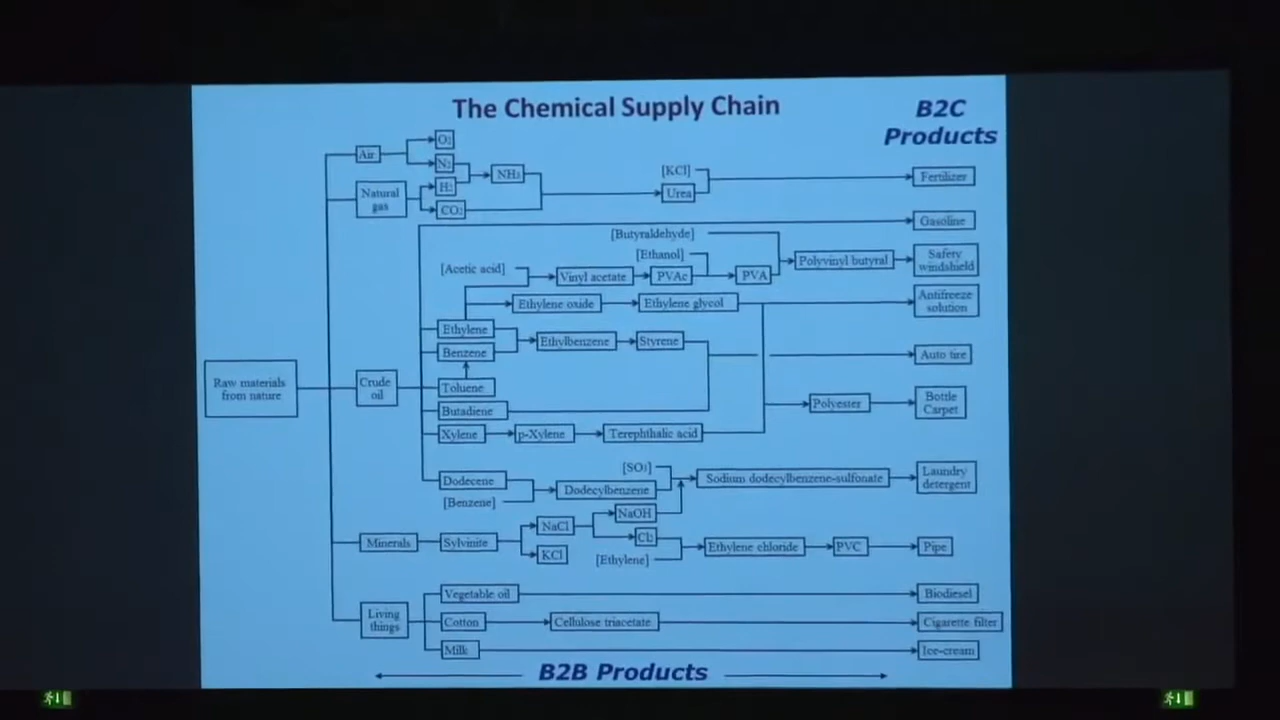 The Chemical Supply Chain
B2C
Products
Air
O₂
N₂
NH₃
Natural
gas
H₂
CO₂
[KCl]
Urea
Fertilizer
Gasoline
[Butyraldehyde]
[Ethanol]
[Acetic acid]
Vinyl acetate
PVAc
PVA
Polyvinyl butyral
Safety
windshield
Ethylene oxide
Ethylene glycol
Antifreeze
solution
Ethylene
Benzene
Ethylbenzene
Styrene
Auto tire
Raw materials
from nature
Crude
oil
Toluene
Butadiene
Polyester
Bottle
Carpet
Xylene
p-Xylene
Terephthalic acid
Dodecene
[Benzene]
Dodecylbenzene
[SO₃]
Sodium dodecylbenzene-sulfonate
Laundry
detergent
Minerals
Sylvinite
NaCl
KCl
NaOH
Cl₂
[Ethylene]
Ethylene chloride
PVC
Pipe
Living
things
Vegetable oil
Biodiesel
Cotton
Cellulose triacetate
Cigarette filter
Milk
Ice-cream
B2B Products